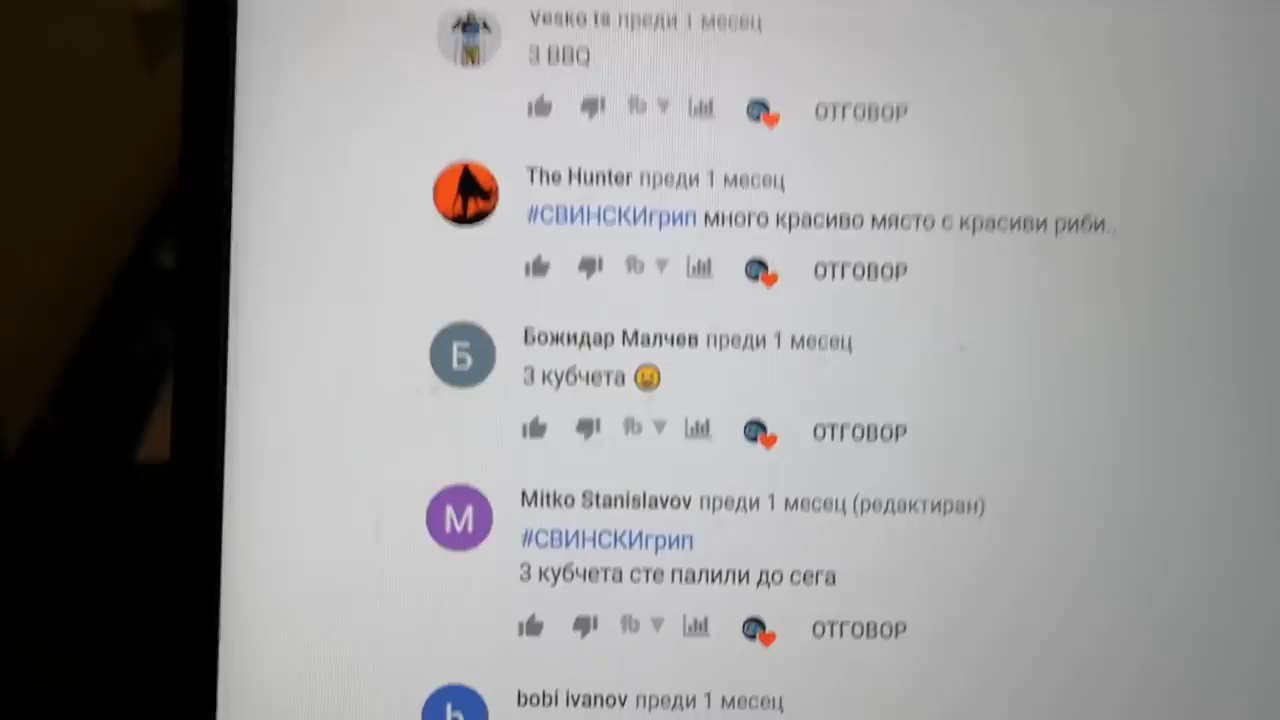 Vesko ts преди 1 месец
3 BBQ
ОТГОВОР
The Hunter преди 1 месец
#СВИНСКИгрип много красиво място с красиви риби..
ОТГОВОР
Б
Божидар Малчев преди 1 месец
3 кубчета
ОТГОВОР
M
Mitko Stanislavov преди 1 месец (редактиран)
#СВИНСКИгрип
3 кубчета сте палили до сега
ОТГОВОР
b
bobi ivanov преди 1 месец